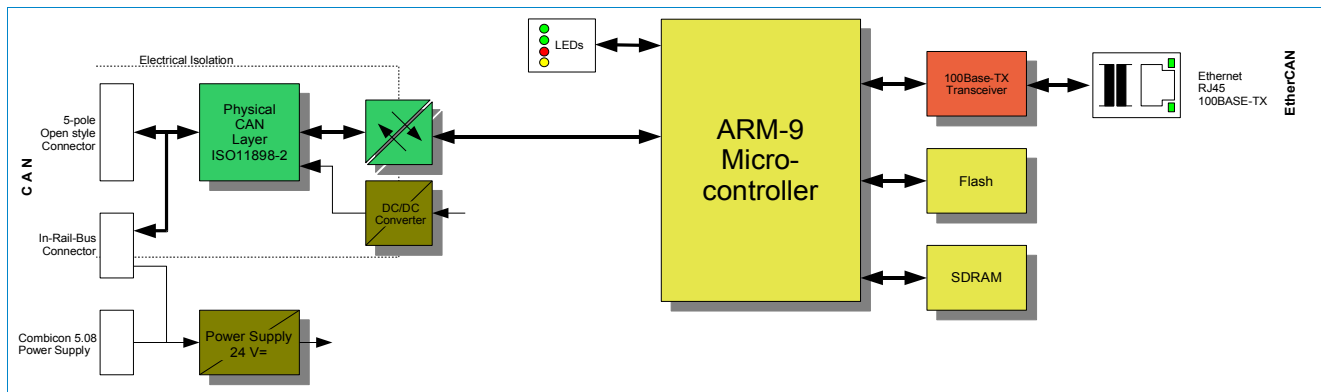 Electrical Isolation
C A N
5-pole
Open style
Connector
Physical
CAN
Layer
ISO11898-2
In-Rail-Bus
Connector
DC/DC
Converter
Combicon 5.08
Power Supply
Power Supply
24 V=
LEDs
ARM-9
Micro-
controller
100Base-TX
Transceiver
Flash
SDRAM
Ethernet
RJ45
100BASE-TX
EtherCAN